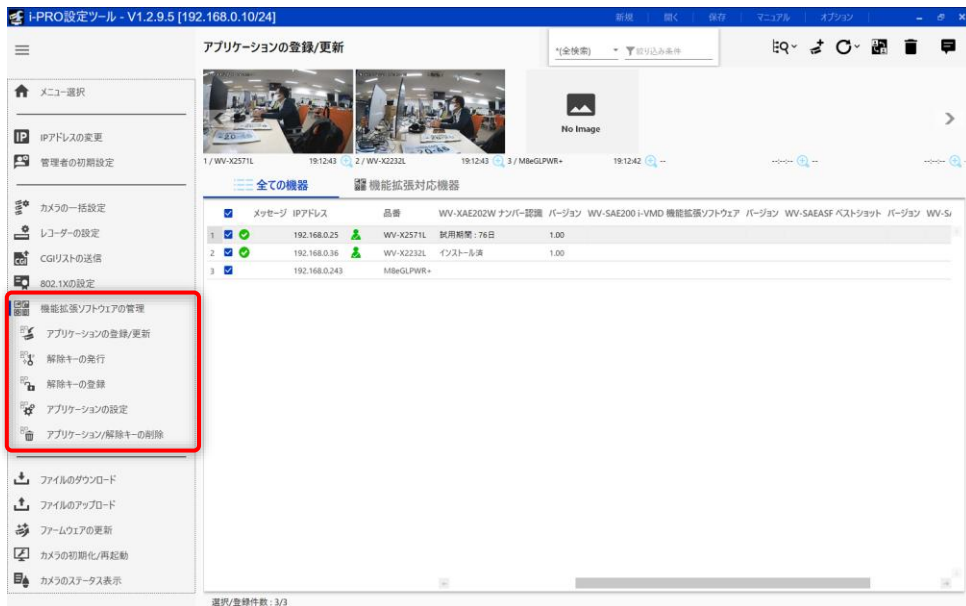 i-PRO設定ツール - V1.2.9.5 [192.168.0.10/24]
新規 | 開く | 保存 | マニュアル | オプション
アプリケーションの登録/更新
*(全検索) 絞り込み条件
メニュー選択
IPアドレスの変更
管理者の初期設定
カメラの一括設定
レコーダーの設定
CGIリストの送信
802.1Xの設定
機能拡張ソフトウェアの管理
アプリケーションの登録/更新
解除キーの発行
解除キーの登録
アプリケーションの設定
アプリケーション/解除キーの削除
ファイルのダウンロード
ファイルのアップロード
ファームウェアの更新
カメラの初期化/再起動
カメラのステータス表示
No Image
1 / WV-X2571L 19:12:43 2 / WV-X2232L 19:12:43 3 / M8eGLPWR+ 19:12:42 --:--:-- -- --:--:--
全ての機器 機能拡張対応機器
メッセージ IPアドレス 品番 WV-XAE202W ナンバー認識 バージョン WV-SAE200 i-VMD 機能拡張ソフトウェア バージョン WV-SAEASF ベストショット バージョン WV-SA
1 192.168.0.25 WV-X2571L 試用期間 : 76日 1.00
2 192.168.0.36 WV-X2232L インストール済 1.00
3 192.168.0.243 M8eGLPWR+
選択/登録件数 : 3/3